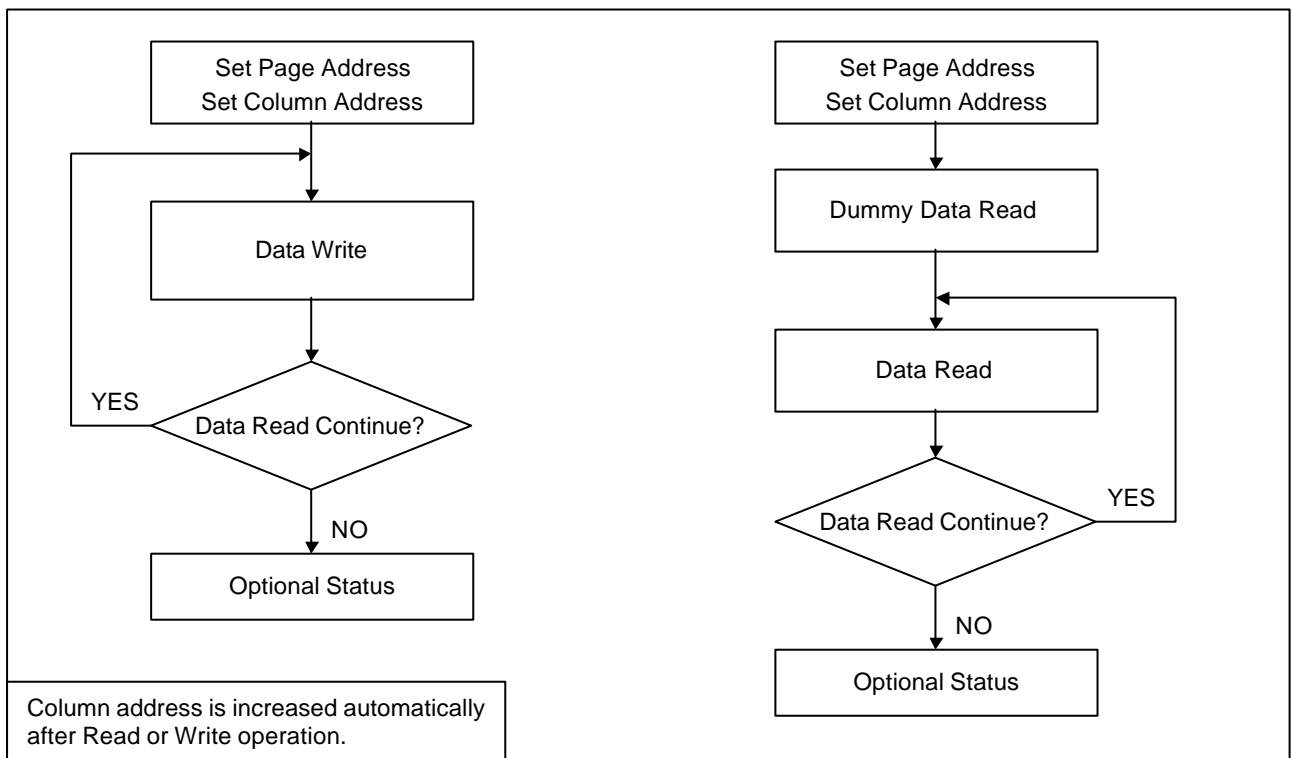 Set Page Address
Set Column Address
Data Write
YES
Data Read Continue?
NO
Optional Status
Column address is increased automatically
after Read or Write operation.
Set Page Address
Set Column Address
Dummy Data Read
Data Read
YES
Data Read Continue?
NO
Optional Status